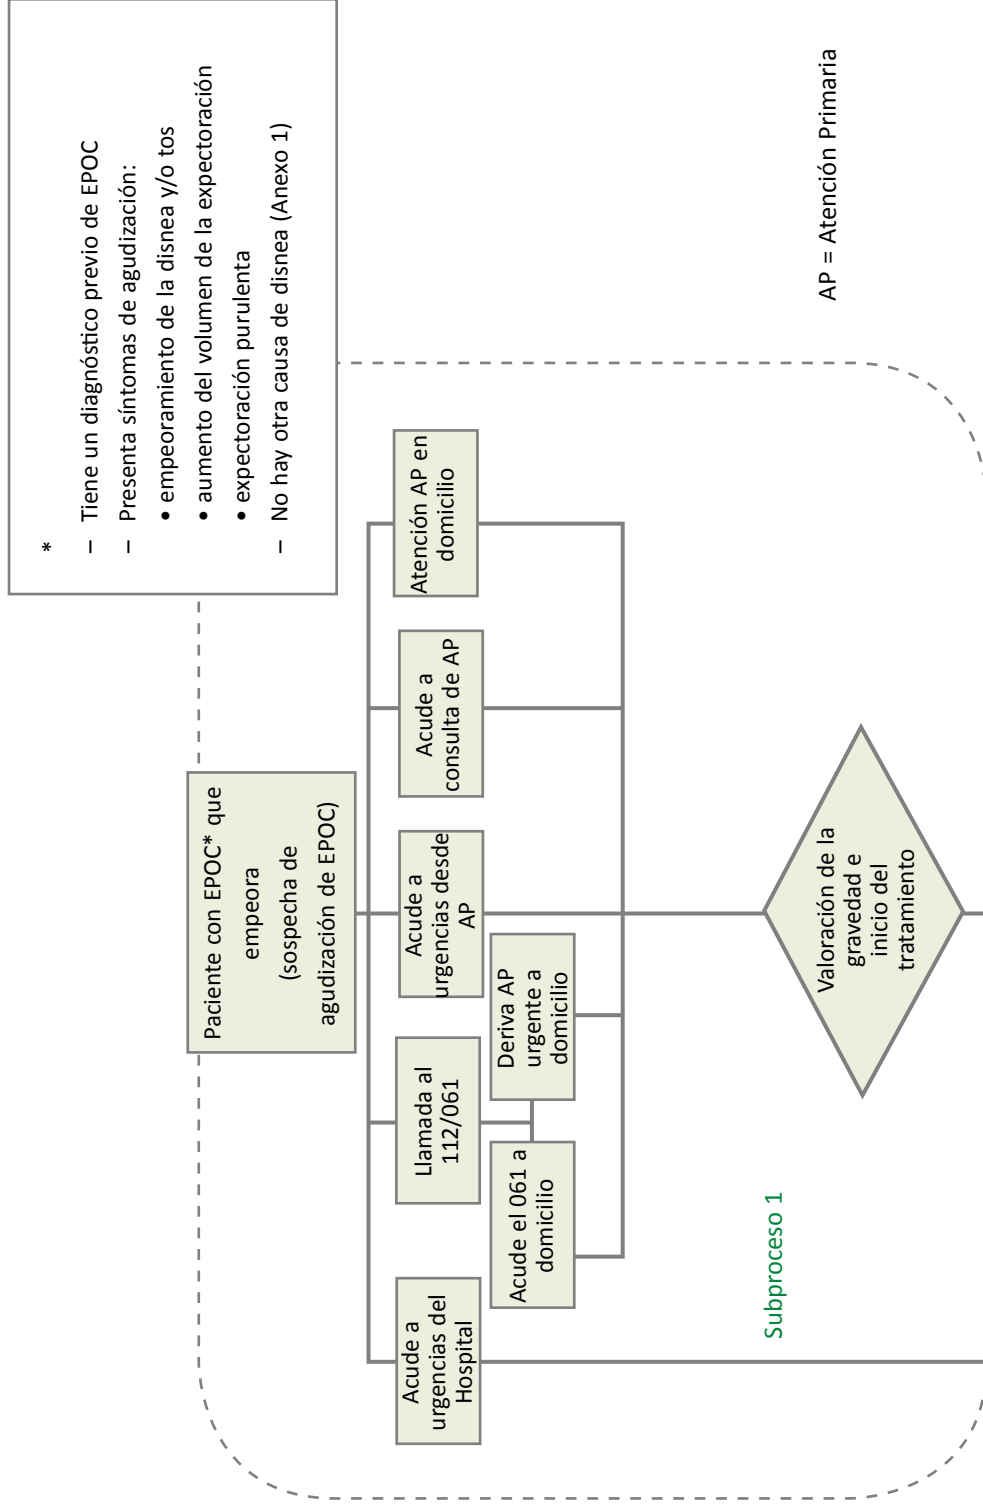 *
– Tiene un diagnóstico previo de EPOC
– Presenta síntomas de agudización:
• empeoramiento de la disnea y/o tos
• aumento del volumen de la expectoración
• expectoración purulenta
– No hay otra causa de disnea (Anexo 1)
Paciente con EPOC* que
empeora
(sospecha de
agudización de EPOC)
Acude a
urgencias del
Hospital
Llamada al
112/061
Acude a
urgencias desde
AP
Acude a
consulta de AP
Atención AP en
domicilio
Acude el 061 a
domicilio
Deriva AP
urgente a
domicilio
Subproceso 1
Valoración de la
gravedad e
inicio del
tratamiento
AP = Atención Primaria